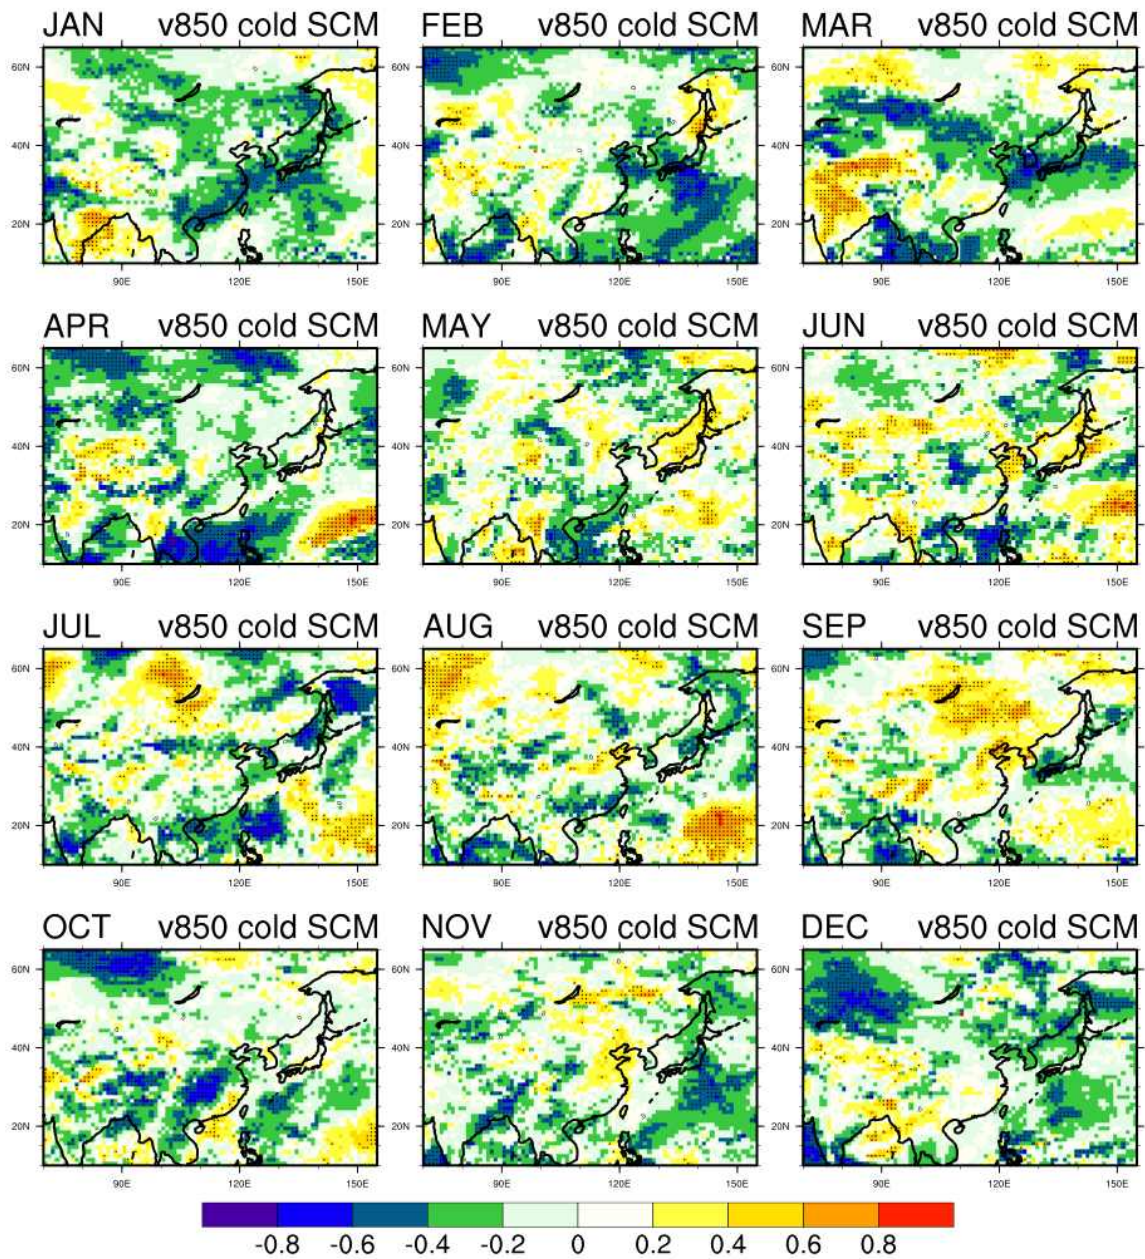 JAN v850 cold SCM FEB v850 cold SCM MAR v850 cold SCM
60N 60N 60N
40N 40N 40N
20N 20N 20N
90E 120E 150E 90E 120E 150E 90E 120E 150E
APR v850 cold SCM MAY v850 cold SCM JUN v850 cold SCM
60N 60N 60N
40N 40N 40N
20N 20N 20N
90E 120E 150E 90E 120E 150E 90E 120E 150E
JUL v850 cold SCM AUG v850 cold SCM SEP v850 cold SCM
60N 60N 60N
40N 40N 40N
20N 20N 20N
90E 120E 150E 90E 120E 150E 90E 120E 150E
OCT v850 cold SCM NOV v850 cold SCM DEC v850 cold SCM
60N 60N 60N
40N 40N 40N
20N 20N 20N
90E 120E 150E 90E 120E 150E 90E 120E 150E
-0.8 -0.6 -0.4 -0.2 0 0.2 0.4 0.6 0.8